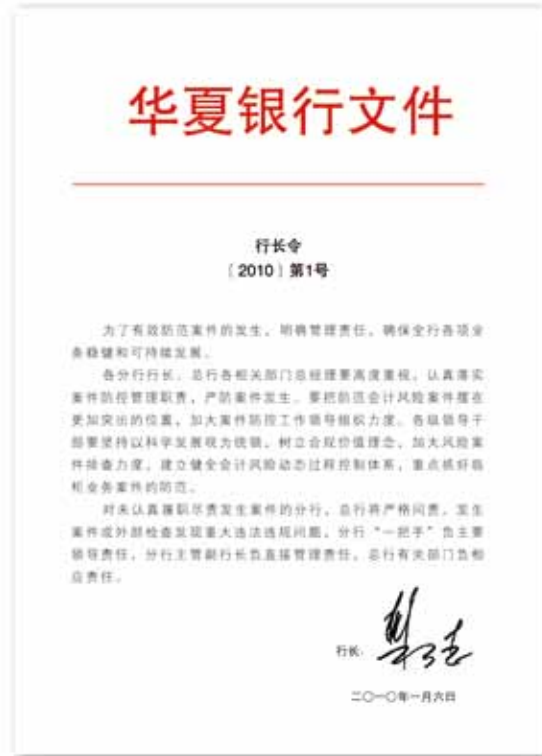 华夏银行文件
行长令
〔2010〕第1号
为了有效防范案件的发生，明确管理责任，确保全行各项业
务稳健和可持续发展。
各分行行长、总行各相关部门总经理要高度重视，认真落实
案件防控管理职责，严防案件发生。要把防范会计风险案件摆在
更加突出的位置，加大案件防控工作领导组织力度。各级领导干
部要坚持以科学发展观为统领，树立合规价值理念，加大风险案
件排查力度，建立健全会计风险动态过程控制体系，重点抓好临
柜业务案件的防范。
对未认真履职尽责发生案件的分行，总行将严格问责，发生
案件或外部检查发现重大违法违规问题，分行“一把手”负主要
领导责任，分行主管副行长负直接管理责任，总行有关部门负相
应责任。
行长：
二〇一〇年一月六日